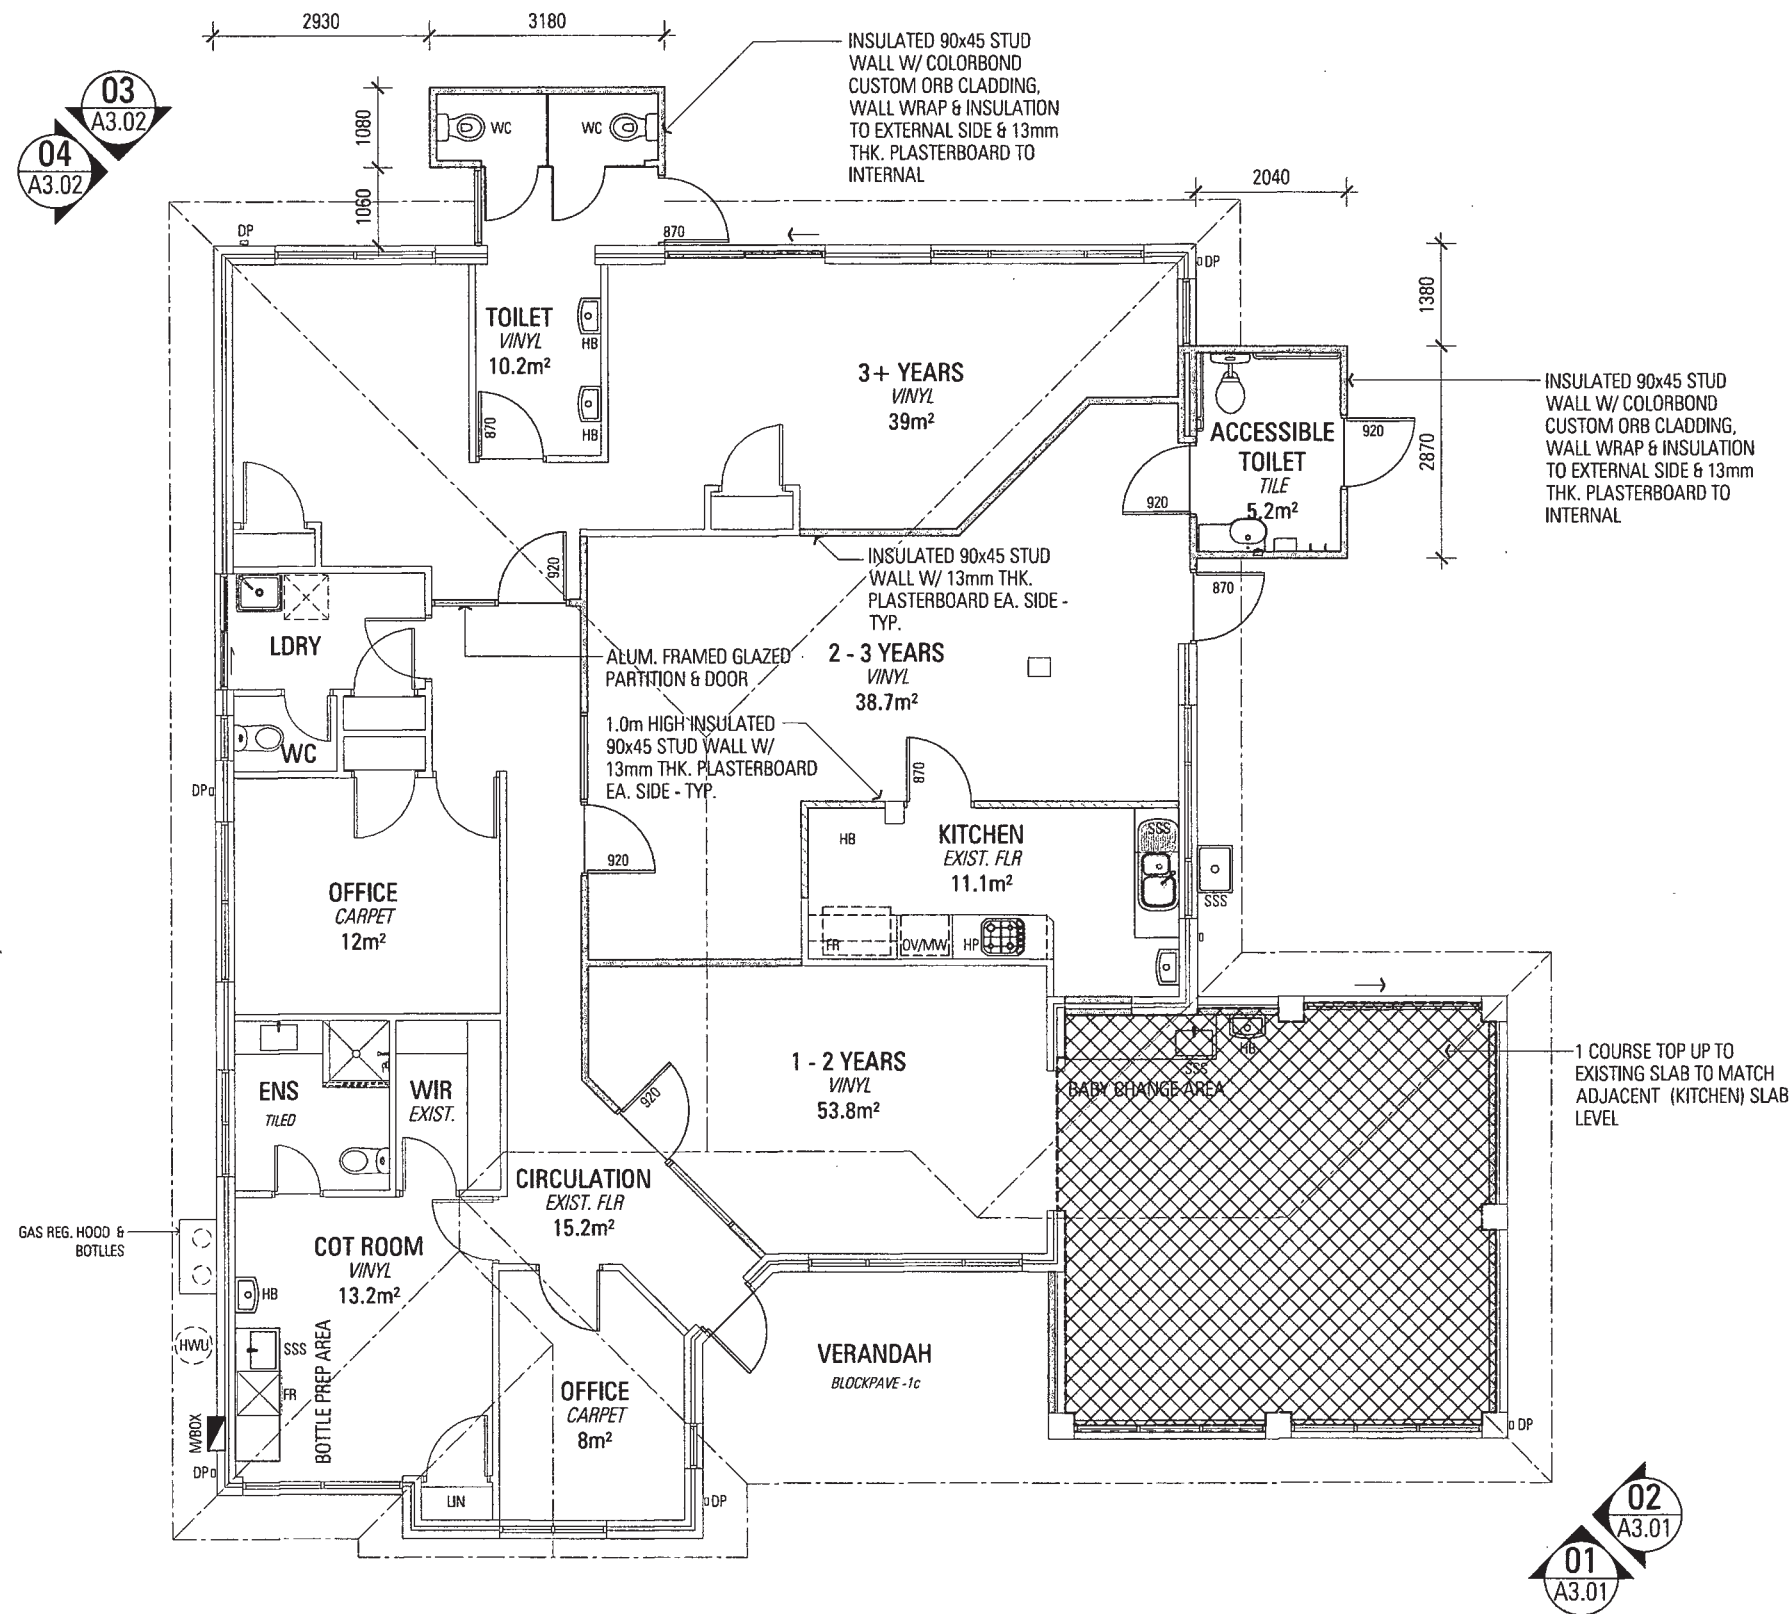 2930
3180
INSULATED 90x45 STUD
WALL W/ COLORBOND
CUSTOM ORB CLADDING,
WALL WRAP & INSULATION
TO EXTERNAL SIDE & 13mm
THK. PLASTERBOARD TO
INTERNAL
03
A3.02
04
A3.02
1080
1060
WC
WC
870
2040
DP
DP
1380
2870
TOILET
VINYL
10.2m²
HB
HB
870
3+ YEARS
VINYL
39m²
INSULATED 90x45 STUD
WALL W/ COLORBOND
CUSTOM ORB CLADDING,
WALL WRAP & INSULATION
TO EXTERNAL SIDE & 13mm
THK. PLASTERBOARD TO
INTERNAL
ACCESSIBLE
TOILET
TILE
5.2m²
920
920
870
INSULATED 90x45 STUD
WALL W/ 13mm THK.
PLASTERBOARD EA. SIDE -
TYP.
920
LDRY
ALUM. FRAMED GLAZED
PARTITION & DOOR
2 - 3 YEARS
VINYL
38.7m²
1.0m HIGH INSULATED
90x45 STUD WALL W/
13mm THK. PLASTERBOARD
EA. SIDE - TYP.
WC
DP
870
HB
KITCHEN
EXIST. FLR
11.1m²
SSS
920
SSS
OFFICE
CARPET
12m²
FR
OV/MW
HP
1 - 2 YEARS
VINYL
53.8m²
920
HB
SSS
BABY CHANGE AREA
1 COURSE TOP UP TO
EXISTING SLAB TO MATCH
ADJACENT (KITCHEN) SLAB
LEVEL
ENS
TILED
WIR
EXIST.
CIRCULATION
EXIST. FLR
15.2m²
GAS REG. HOOD &
BOTLLES
COT ROOM
VINYL
13.2m²
HB
HWU
SSS
FR
BOTTLE PREP AREA
M/BOX
DP
LIN
OFFICE
CARPET
8m²
DP
VERANDAH
BLOCKPAVE -1c
DP
02
A3.01
01
A3.01